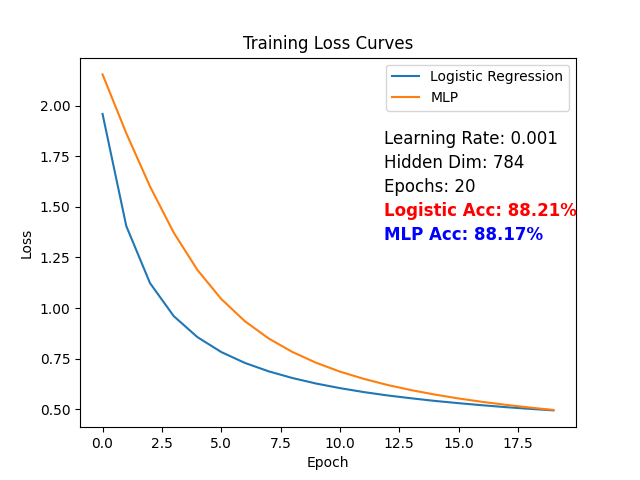 Training Loss Curves
Logistic Regression
MLP
Learning Rate: 0.001
Hidden Dim: 784
Epochs: 20
Logistic Acc: 88.21%
MLP Acc: 88.17%
Loss
2.00
1.75
1.50
1.25
1.00
0.75
0.50
0.0 2.5 5.0 7.5 10.0 12.5 15.0 17.5
Epoch